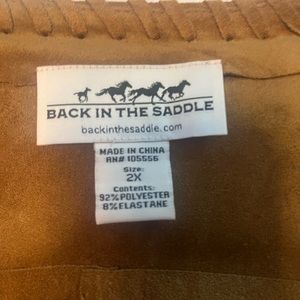 BACK IN THE SADDLE
backinthesaddle.com
MADE IN CHINA
RN# 105556
Size:
2X
Contents:
92% POLYESTER
8% ELASTANE